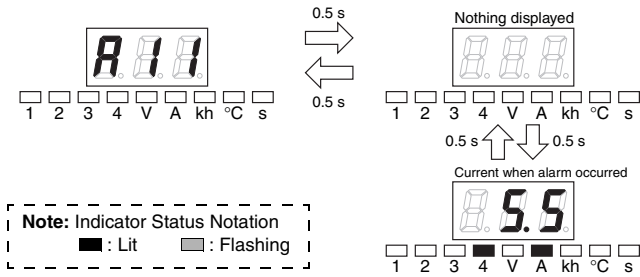 0.5 s
Nothing displayed
A11
0.5 s
1 2 3 4 V A kh °C s
1 2 3 4 V A kh °C s
0.5 s
0.5 s
Current when alarm occurred
5.5
Note: Indicator Status Notation
: Lit : Flashing
1 2 3 4 V A kh °C s